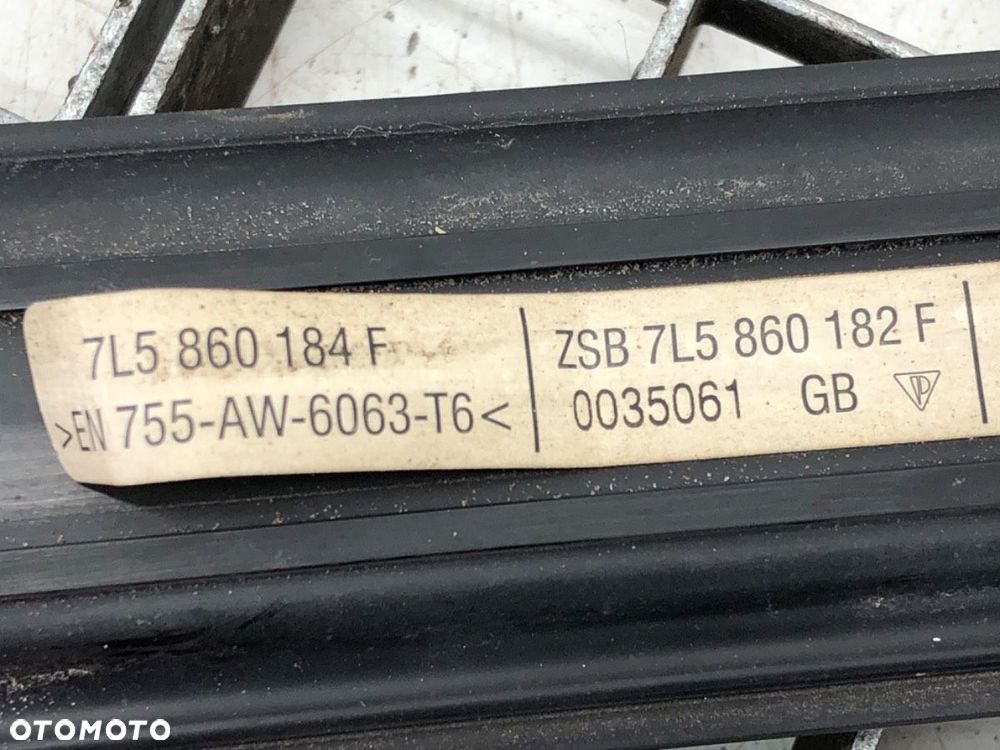 7L5 860 184 F
>EN 755-AW-6063-T6<
ZSB 7L5 860 182 F
0035061 GB
OTOMOTO